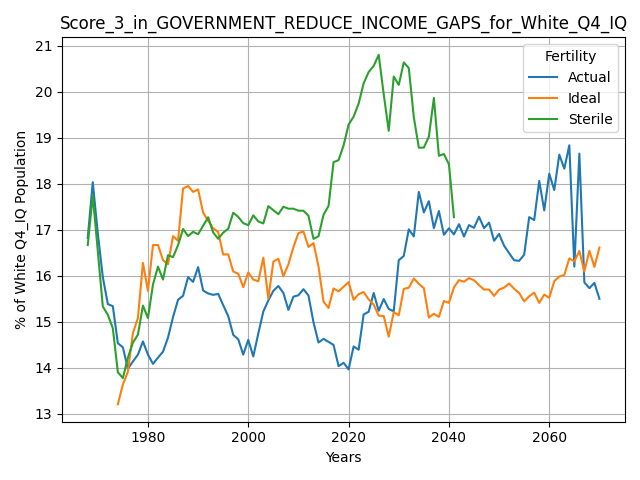 Score_3_in_GOVERNMENT_REDUCE_INCOME_GAPS_for_White_Q4_IQ
Fertility
Actual
Ideal
Sterile
% of White Q4_IQ Population
21
20
19
18
17
16
15
14
13
1980
2000
2020
2040
2060
Years